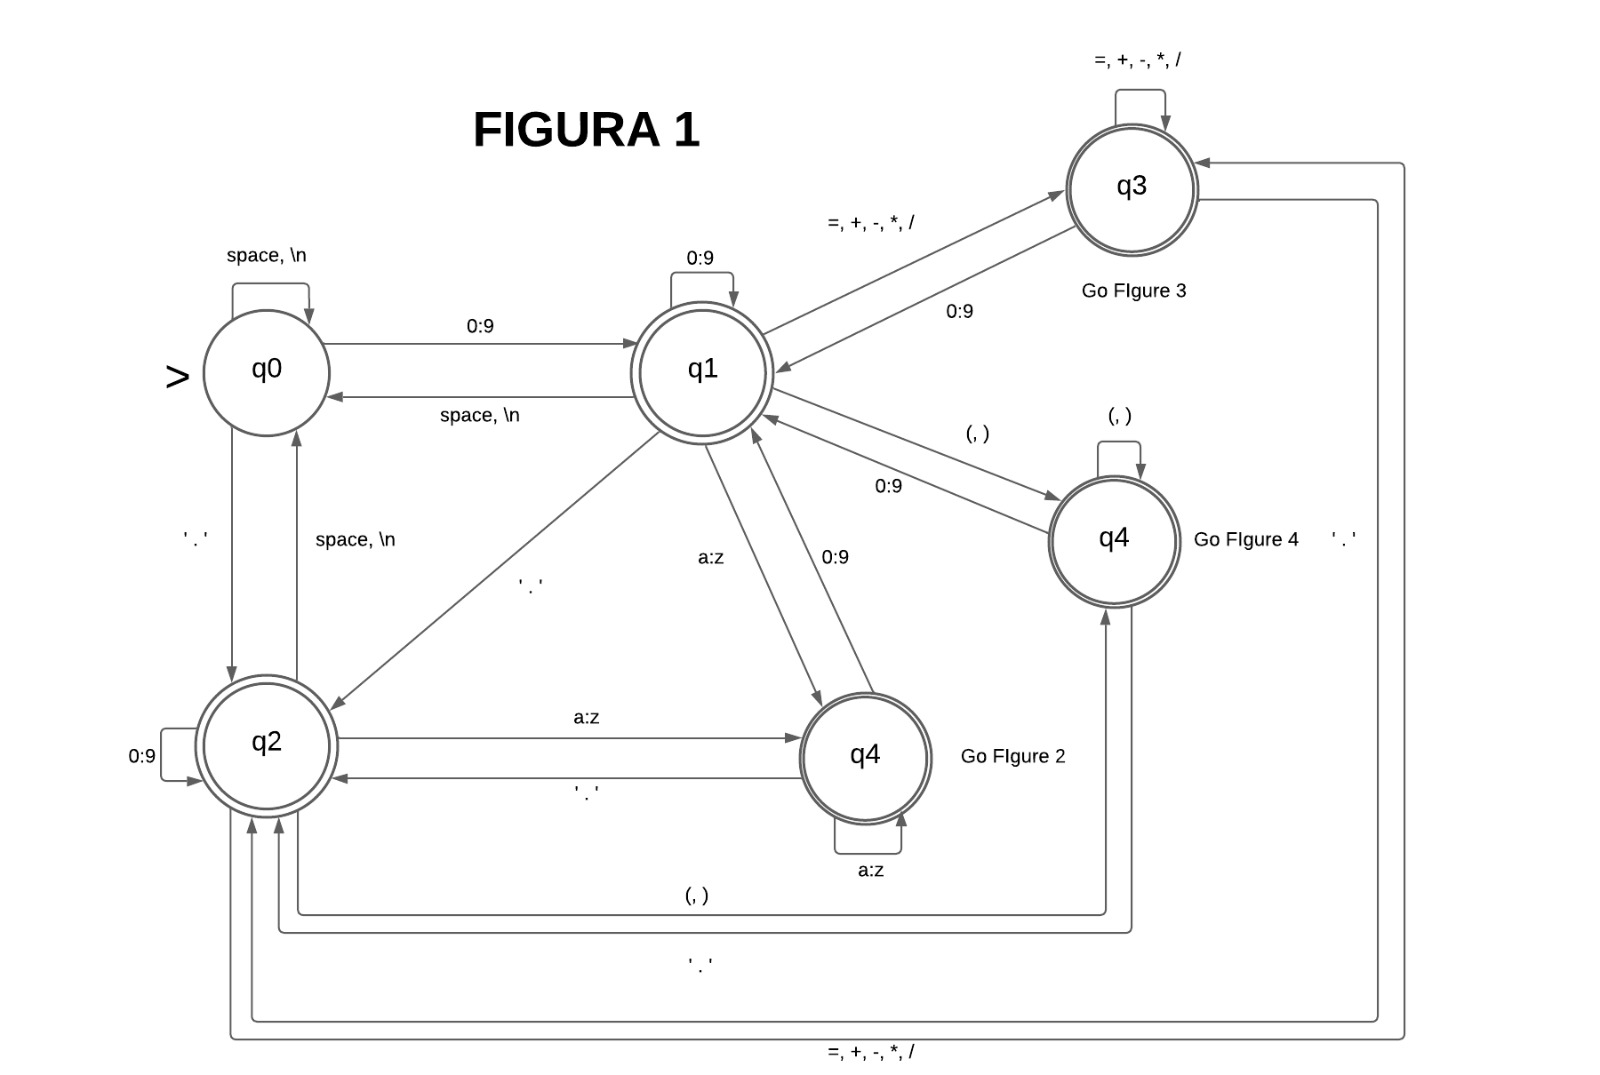 =, +, -, *, /
FIGURA 1
q3
=, +, -, *, /
space, \n
0:9
Go FIgure 3
0:9
0:9
>
q0
q1
space, \n
(, )
(, )
0:9
' . '
space, \n
q4
Go FIgure 4
' . '
a:z
0:9
' . '
a:z
q2
0:9
q4
Go FIgure 2
' . '
a:z
(, )
' . '
=, +, -, *, /